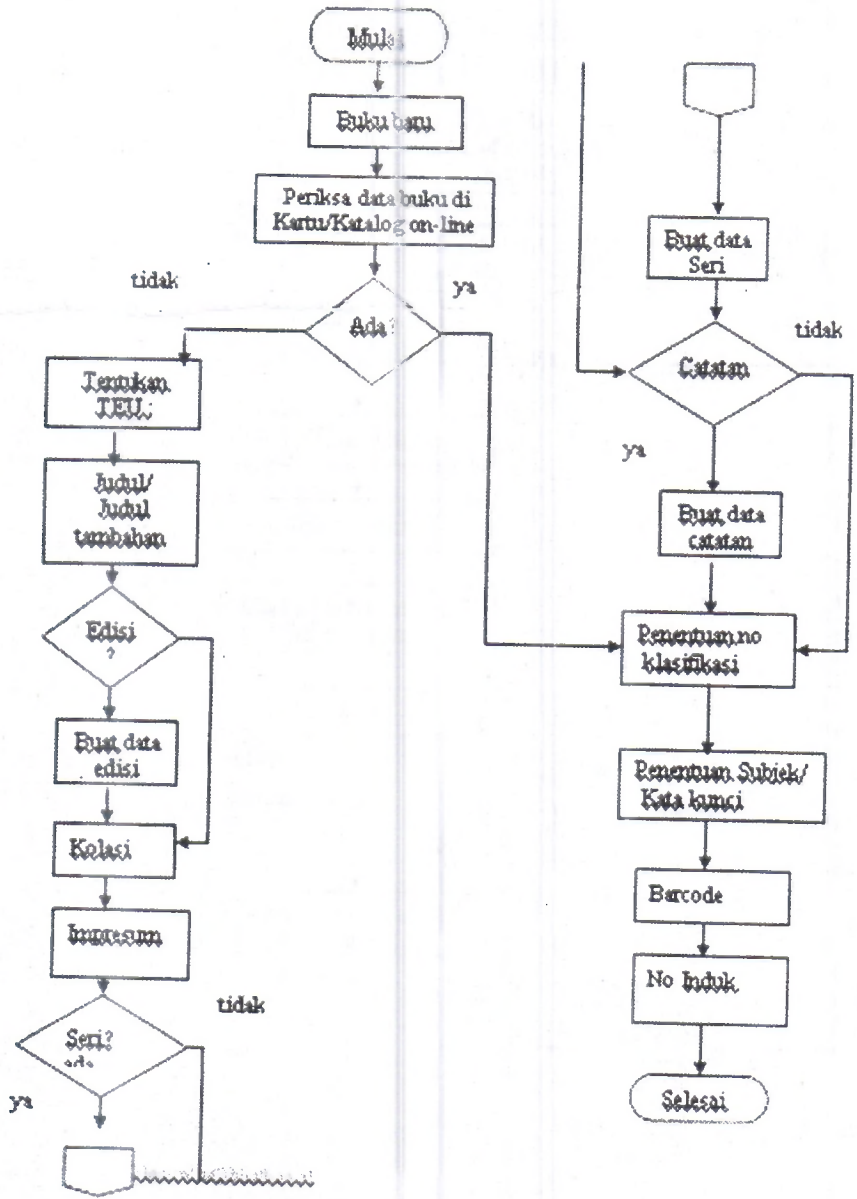 Mulai
Buku baru
Periksa data buku di
Kartu/Katalog on-line
tidak
ya
Ada?
Tentukan
TEU :
Judul/
Judul
tambahan
Edisi
?
Buat data
edisi
Kolasi
Impresum
tidak
Seri?
ada
ya
Buat data
Seri
tidak
Catatan
ya
Buat data
catatan
Penentuan no
klasifikasi
Penentuan Subjek/
Kata kunci
Barcode
No Induk
Selesai